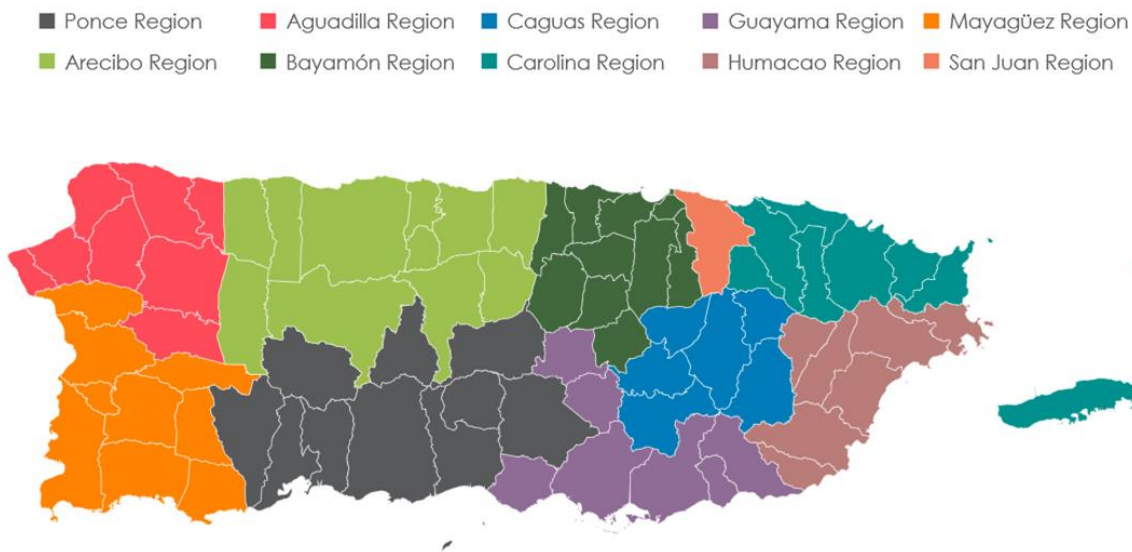 Ponce Region Aguadilla Region Caguas Region Guayama Region Mayagüez Region
Arecibo Region Bayamón Region Carolina Region Humacao Region San Juan Region